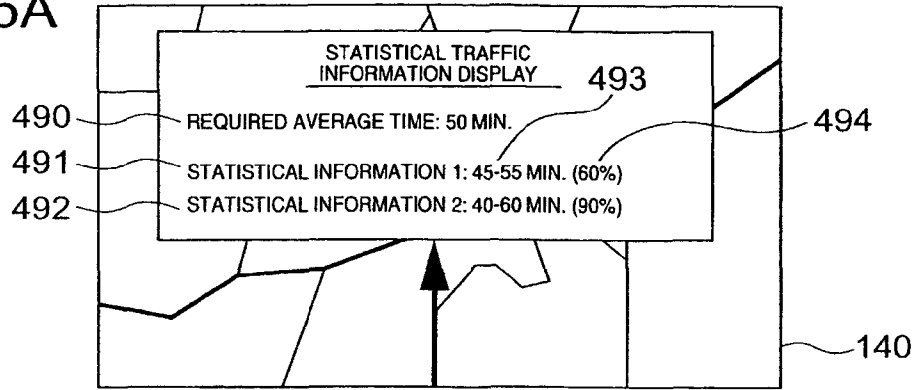 STATISTICAL TRAFFIC
INFORMATION DISPLAY
493
490
REQUIRED AVERAGE TIME: 50 MIN.
494
491
STATISTICAL INFORMATION 1: 45-55 MIN. (60%)
492
STATISTICAL INFORMATION 2: 40-60 MIN. (90%)
140